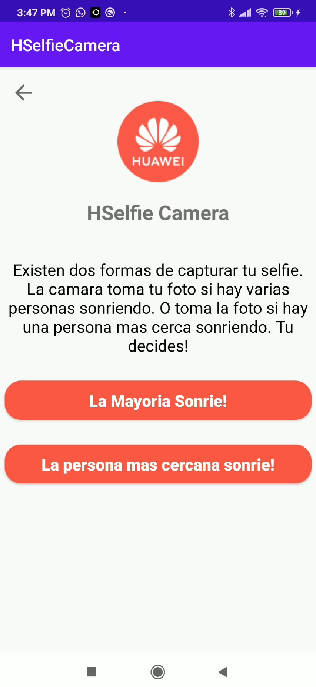 3:47 PM
89
HSelfieCamera
HUAWEI
HSelfie Camera
Existen dos formas de capturar tu selfie.
La camara toma tu foto si hay varias
personas sonriendo. O toma la foto si hay
una persona mas cerca sonriendo. Tu
decides!
La Mayoria Sonrie!
La persona mas cercana sonrie!